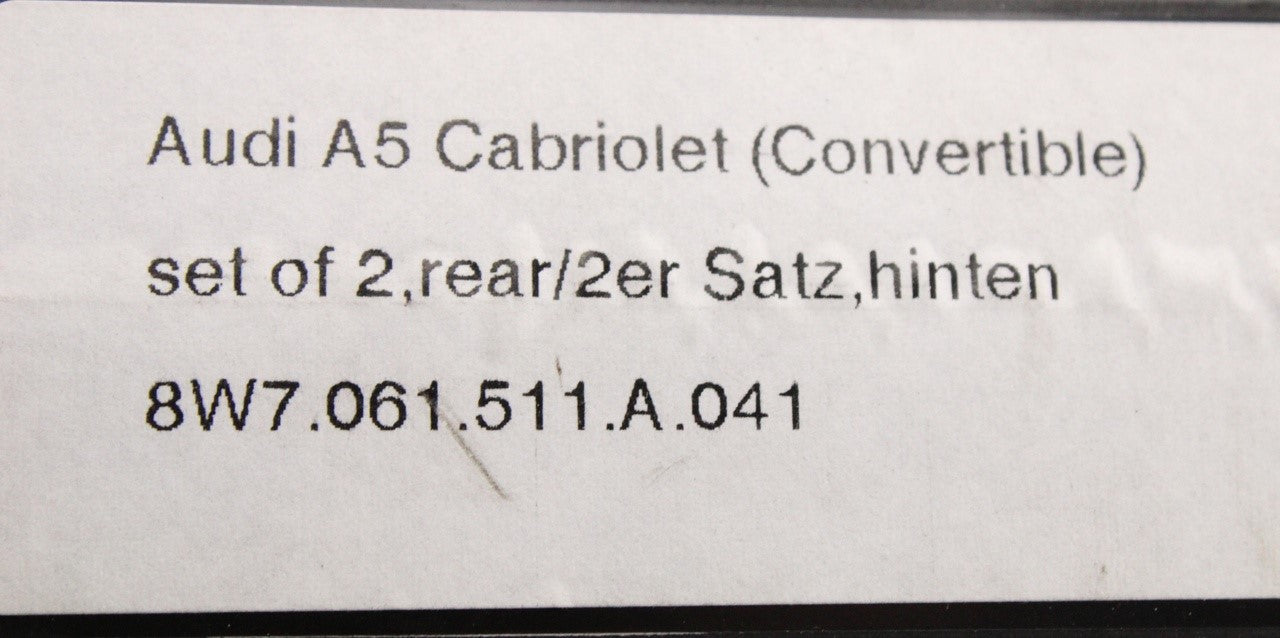 Audi A5 Cabriolet (Convertible)
set of 2,rear/2er Satz,hinten
8W7.061.511.A.041